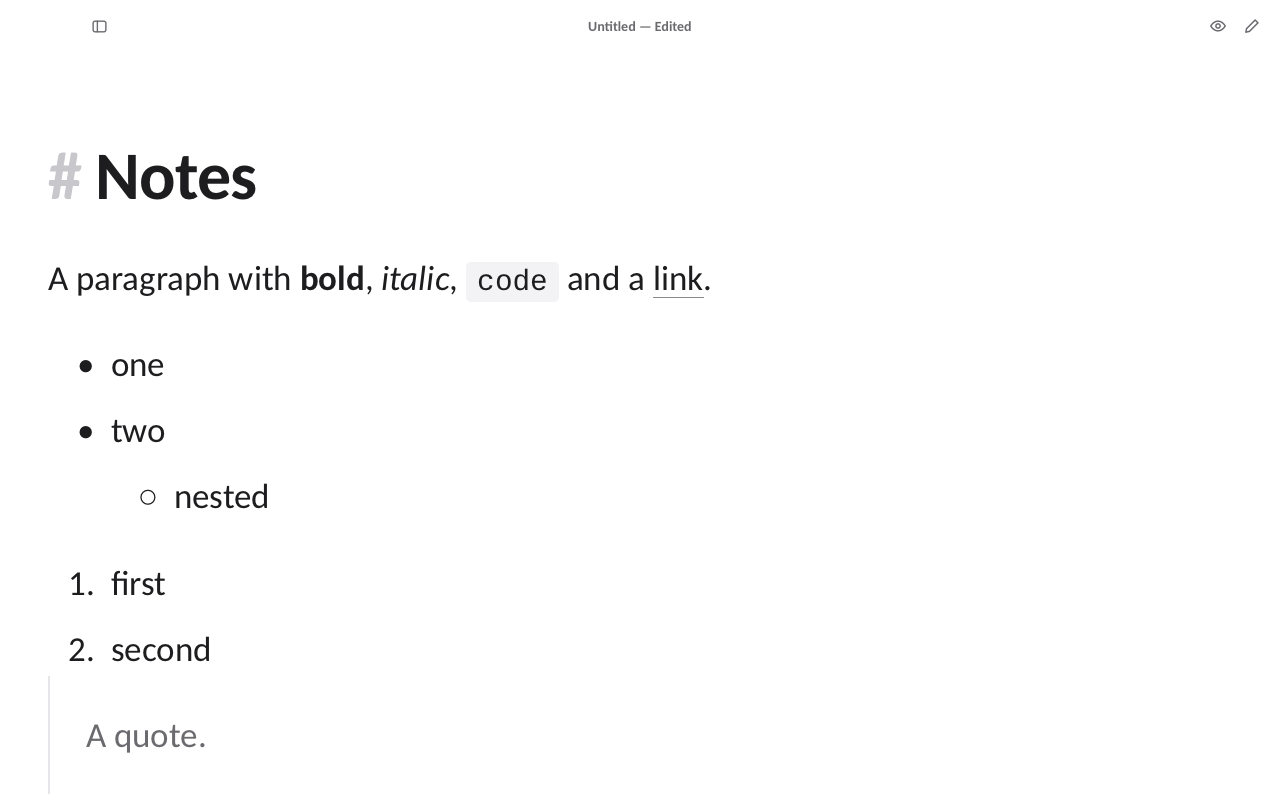 Untitled — Edited
# Notes
A paragraph with bold, italic, code and a link.
• one
• two
○ nested
1. first
2. second
A quote.